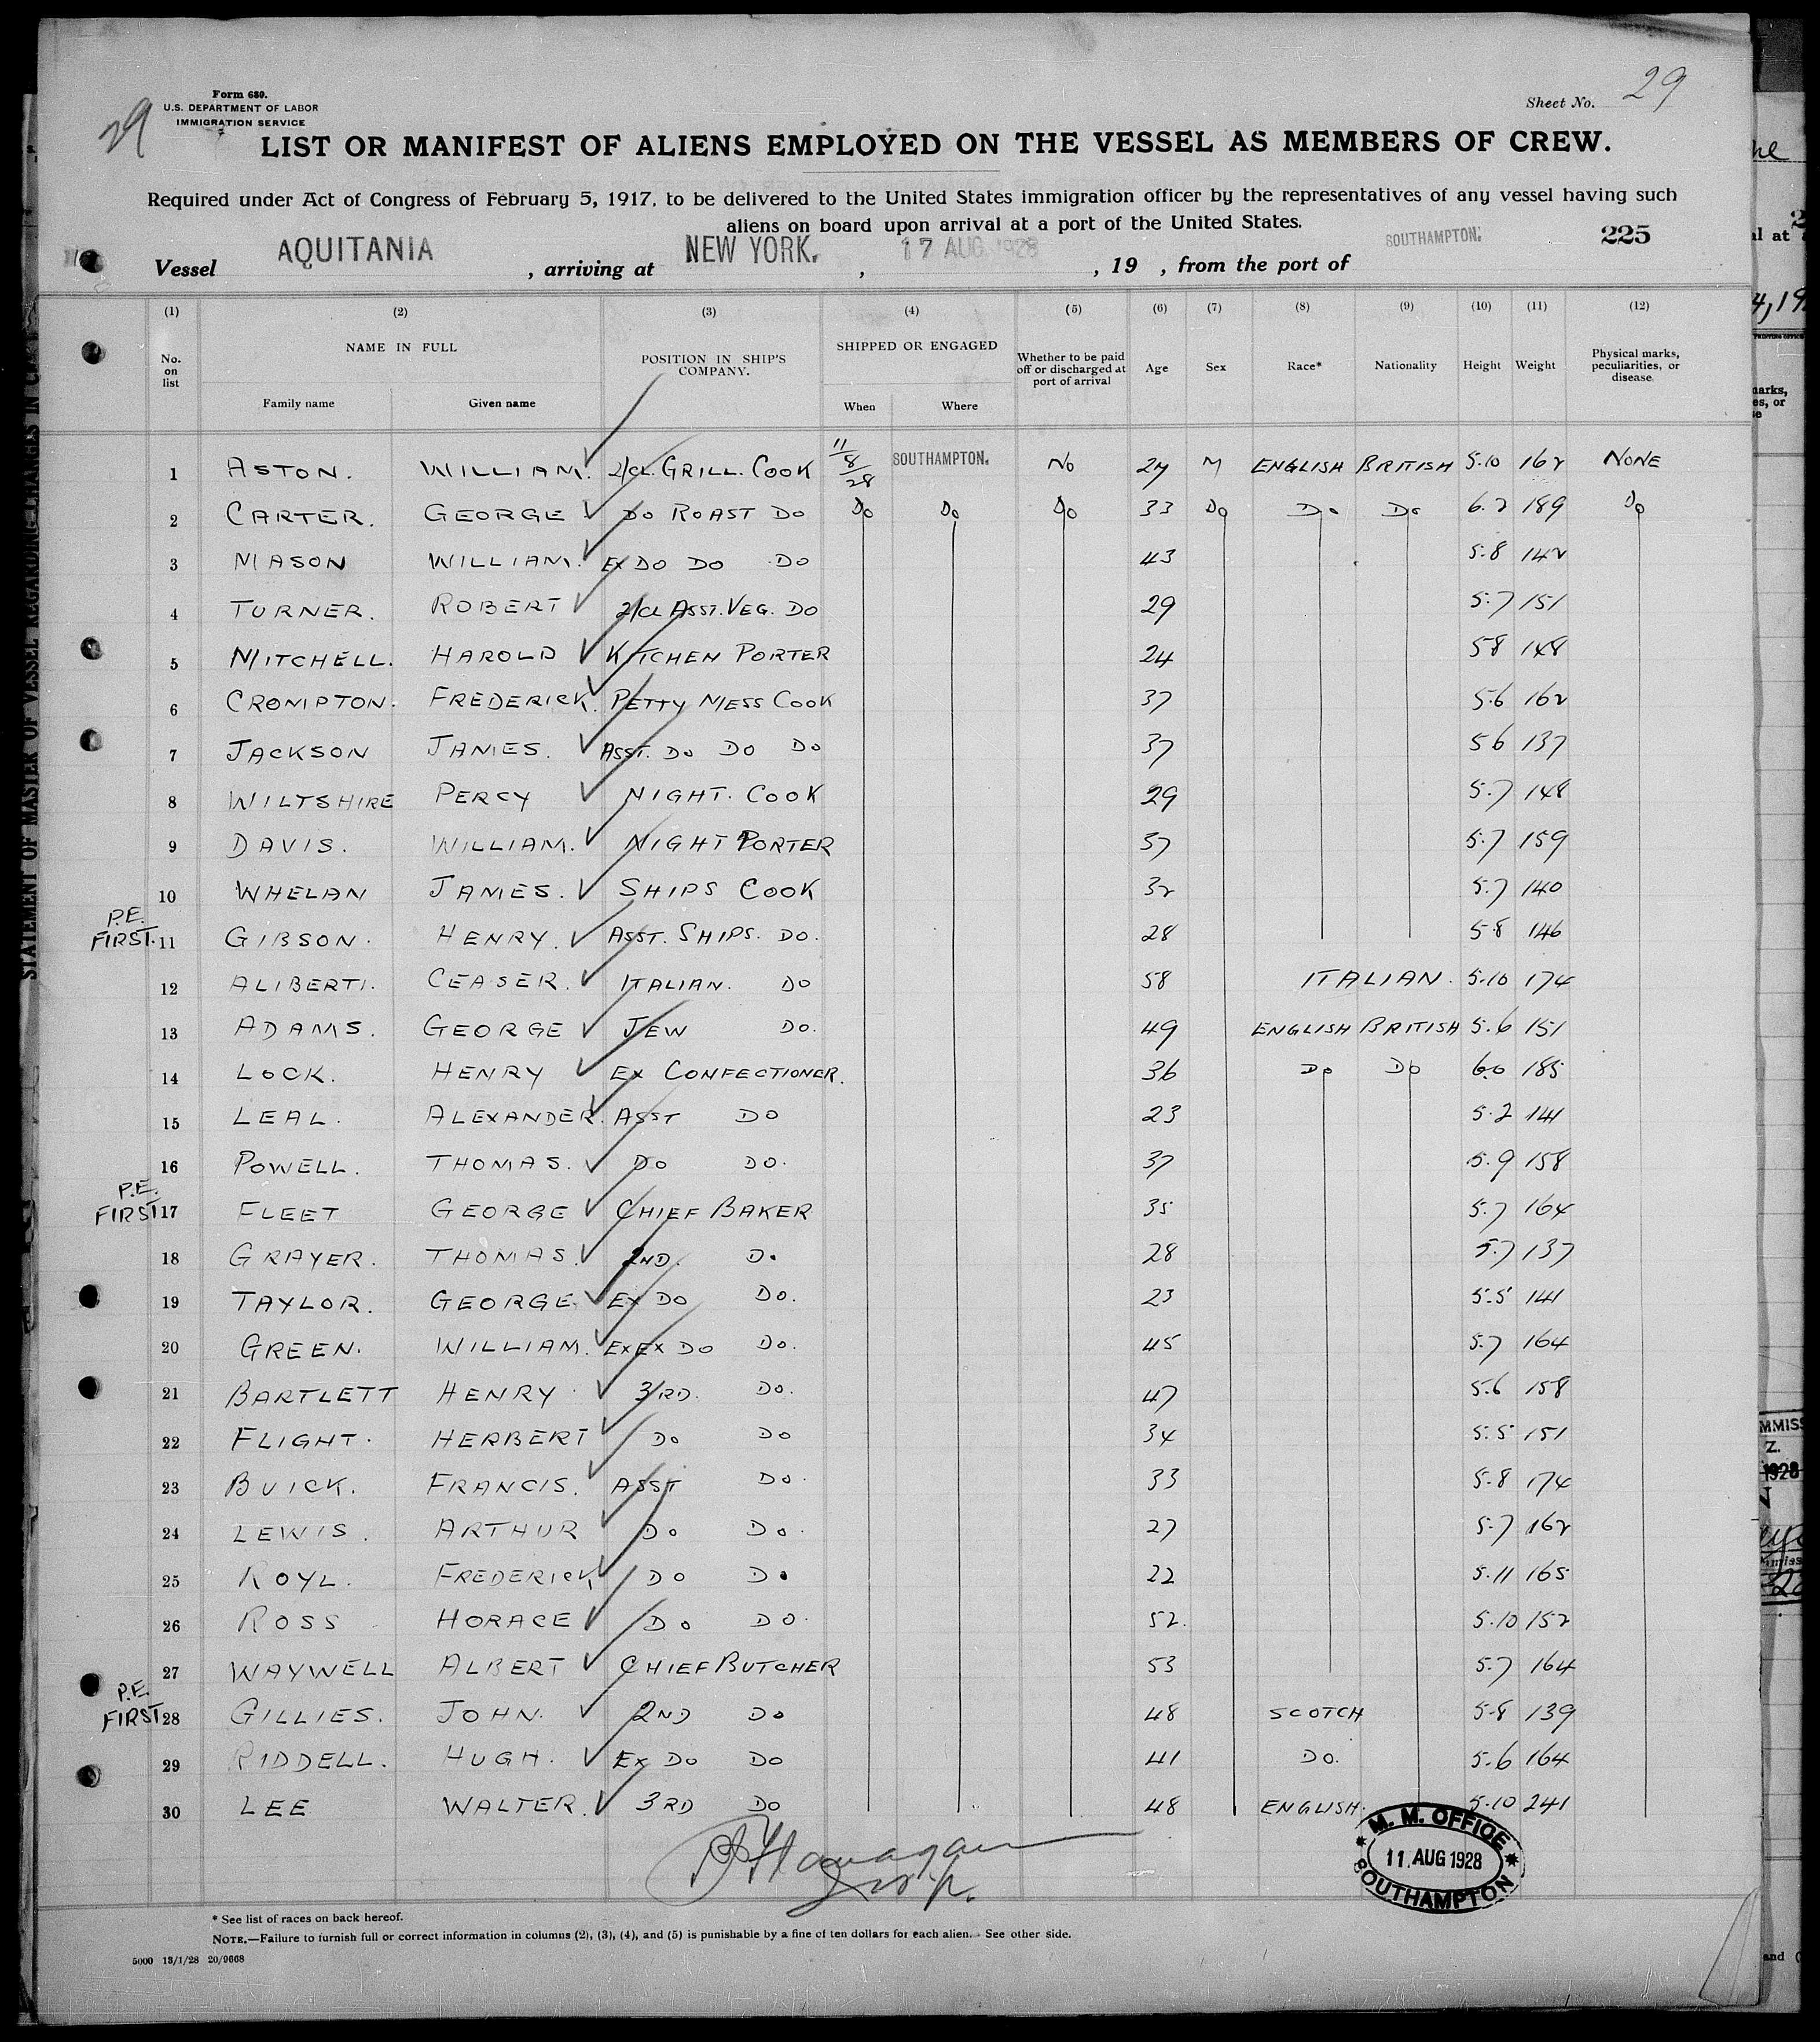 29
Form 680.
U.S. DEPARTMENT OF LABOR
IMMIGRATION SERVICE
Sheet No. 29
LIST OR MANIFEST OF ALIENS EMPLOYED ON THE VESSEL AS MEMBERS OF CREW.
Required under Act of Congress of February 5, 1917, to be delivered to the United States immigration officer by the representatives of any vessel having such
aliens on board upon arrival at a port of the United States.
Vessel AQUITANIA , arriving at NEW YORK. , 17 AUG 1928 , 19 , from the port of SOUTHAMPTON. 225
(1) (2) (3) (4) (5) (6) (7) (8) (9) (10) (11) (12)
No. on list NAME IN FULL POSITION IN SHIP'S COMPANY. SHIPPED OR ENGAGED Whether to be paid off or discharged at port of arrival Age Sex Race* Nationality Height Weight Physical marks, peculiarities, or disease
Family name Given name When Where
1 ASTON. WILLIAM. 2/CL. GRILL. COOK 11/8/28 SOUTHAMPTON. NO 27 M ENGLISH BRITISH 5.10 162 NONE
2 CARTER. GEORGE DO ROAST DO DO DO DO 33 DO DO DO 6.2 189 DO
3 MASON WILLIAM. EX DO DO DO 43 5.8 142
4 TURNER. ROBERT 2/CL ASST. VEG. DO 29 5.7 151
5 MITCHELL. HAROLD KITCHEN PORTER 24 58 148
6 CROMPTON. FREDERICK. PETTY MESS COOK 37 5.6 162
7 JACKSON JAMES. ASST. DO DO DO 37 56 137
8 WILTSHIRE PERCY NIGHT. COOK 29 5.7 148
9 DAVIS. WILLIAM. NIGHT PORTER 37 5.7 159
10 WHELAN JAMES. SHIPS COOK 32 5.7 140
P.E. FIRST. 11 GIBSON. HENRY. ASST. SHIPS. DO. 28 5.8 146
12 ALIBERTI. CEASER. ITALIAN. DO 58 ITALIAN. 5.10 174
13 ADAMS. GEORGE JEW DO. 49 ENGLISH BRITISH 5.6 151
14 LOCK. HENRY EX CONFECTIONER. 36 DO DO 6.0 185
15 LEAL. ALEXANDER. ASST DO 23 5.2 141
16 POWELL. THOMAS. DO DO. 37 5.9 158
P.E. FIRST 17 FLEET GEORGE CHIEF BAKER 35 5.7 164
18 GRAYER. THOMAS. 2ND. DO 28 5.7 137
19 TAYLOR. GEORGE. EX DO DO. 23 5.5 141
20 GREEN. WILLIAM. EX EX DO DO. 45 5.7 164
21 BARTLETT HENRY. 3/RD. DO. 47 5.6 158
22 FLIGHT. HERBERT DO DO 34 5.5 151
23 BUICK. FRANCIS. ASST DO. 33 5.8 174
24 LEWIS. ARTHUR DO DO. 27 5.7 162
25 ROYL. FREDERICK DO DO 22 5.11 165
26 ROSS HORACE DO DO. 52. 5.10 152
27 WAYWELL ALBERT CHIEF BUTCHER 53 5.7 164
P.E. FIRST 28 GILLIES. JOHN. 2ND DO 48 SCOTCH 5.8 139
29 RIDDELL. HUGH. EX DO DO 41 DO. 5.6 164
30 LEE WALTER. 3RD DO 48 ENGLISH. 5.10 241
M. M. OFFICE
11. AUG 1928
SOUTHAMPTON
* See list of races on back hereof.
NOTE.—Failure to furnish full or correct information in columns (2), (3), (4), and (5) is punishable by a fine of ten dollars for each alien. See other side.
5000 13/1/28 20/9668